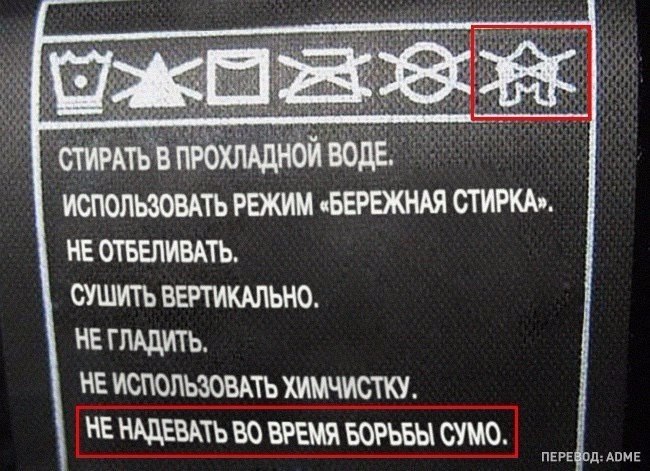 СТИРАТЬ В ПРОХЛАДНОЙ ВОДЕ.
ИСПОЛЬЗОВАТЬ РЕЖИМ «БЕРЕЖНАЯ СТИРКА».
НЕ ОТБЕЛИВАТЬ.
СУШИТЬ ВЕРТИКАЛЬНО.
НЕ ГЛАДИТЬ.
НЕ ИСПОЛЬЗОВАТЬ ХИМЧИСТКУ.
НЕ НАДЕВАТЬ ВО ВРЕМЯ БОРЬБЫ СУМО.
ПЕРЕВОД: ADME